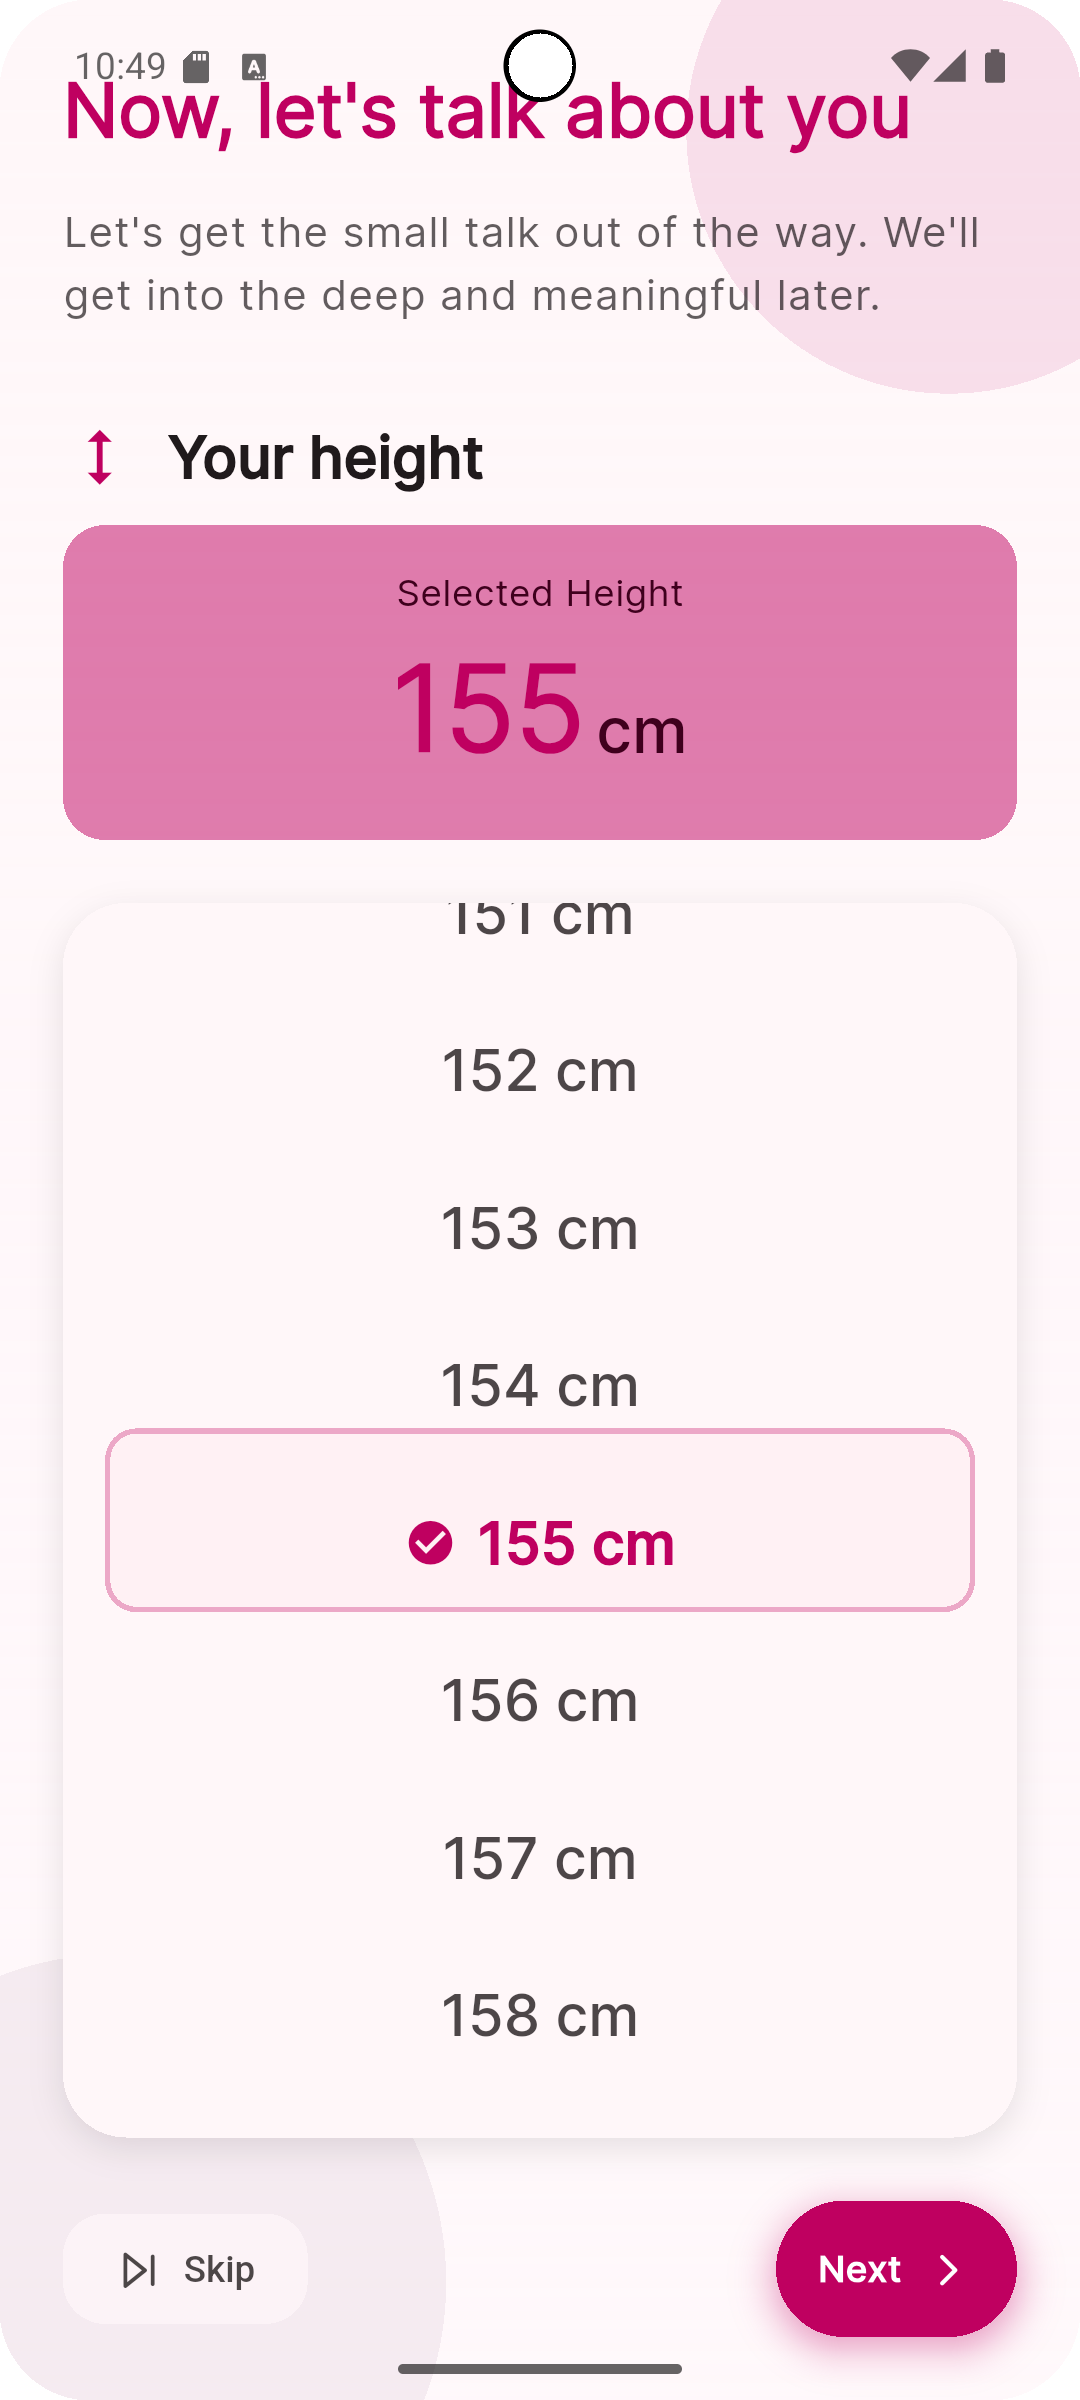 10:49
Now, let's talk about you
Let's get the small talk out of the way. We'll
get into the deep and meaningful later.
Your height
Selected Height
155 cm
151 cm
152 cm
153 cm
154 cm
155 cm
156 cm
157 cm
158 cm
Skip
Next